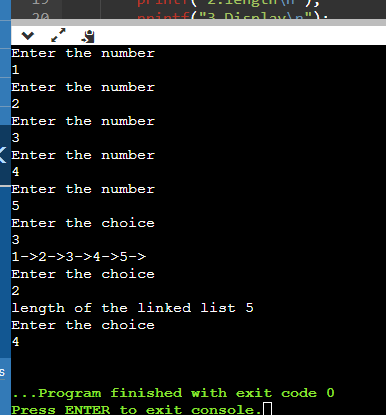 19 printf("2.length\n");
20 printf("3.Display\n");
Enter the number
1
Enter the number
2
Enter the number
3
Enter the number
4
Enter the number
5
Enter the choice
3
1->2->3->4->5->
Enter the choice
2
length of the linked list 5
Enter the choice
4
...Program finished with exit code 0
Press ENTER to exit console.